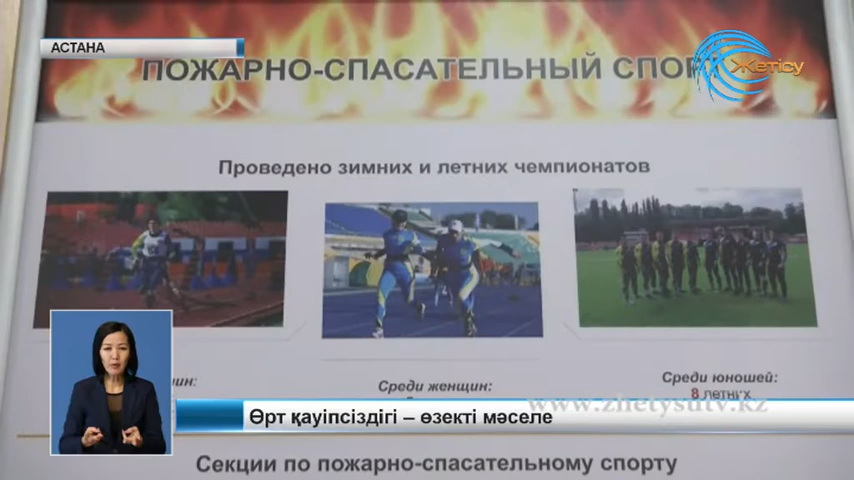 АСТАНА
ПОЖАРНО-СПАСАТЕЛЬНЫЙ СПОРТ
Жетісу
Проведено зимних и летних чемпионатов
Среди женщин:
Среди юношей:
8 летних
www.zhetysutv.kz
Өрт қауіпсіздігі – өзекті мәселе
Секции по пожарно-спасательному спорту